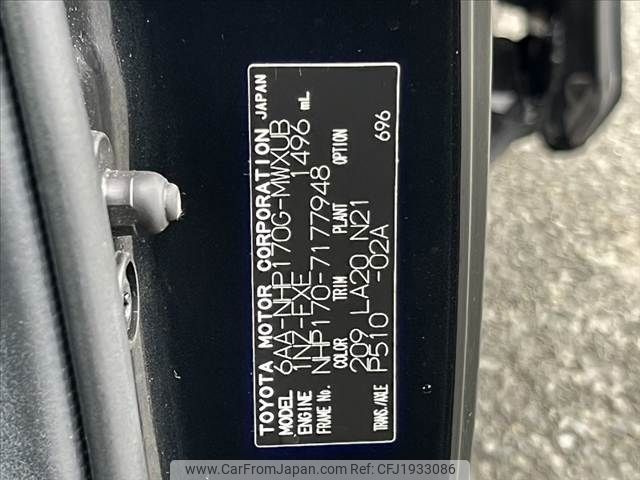 TOYOTA MOTOR CORPORATION JAPAN
MODEL 6AA-NHP170G-MWXUB
ENGINE 1NZ-EXE 1496 mL
FRAME No. NHP170-7177948
COLOR TRIM PLANT OPTION
209 LA20 N21
TRANS./AXLE P510 -02A 696
www.CarFromJapan.com Ref:CFJ1933086